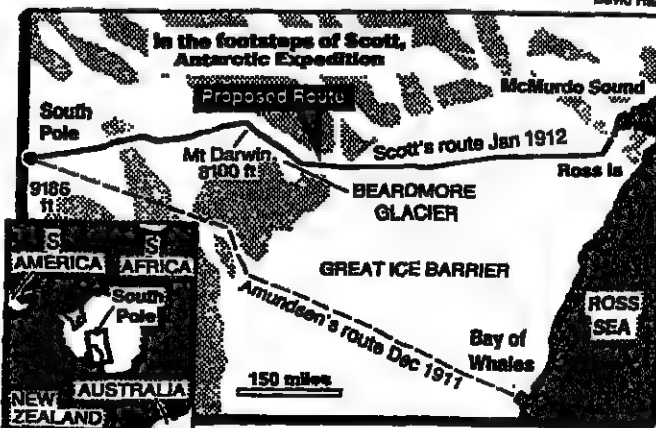 In the footsteps of Scott,
Antarctic Expedition
Proposed Route
McMurdo Sound
South
Pole
Scott's route Jan 1912
Mt Darwin,
8100 ft
Ross Is
9186
ft
BEARDMORE
GLACIER
S
AMERICA
S
AFRICA
South
Pole
GREAT ICE BARRIER
ROSS
SEA
Amundsen's route Dec 1911
Bay of
Whales
150 miles
AUSTRALIA
NEW
ZEALAND